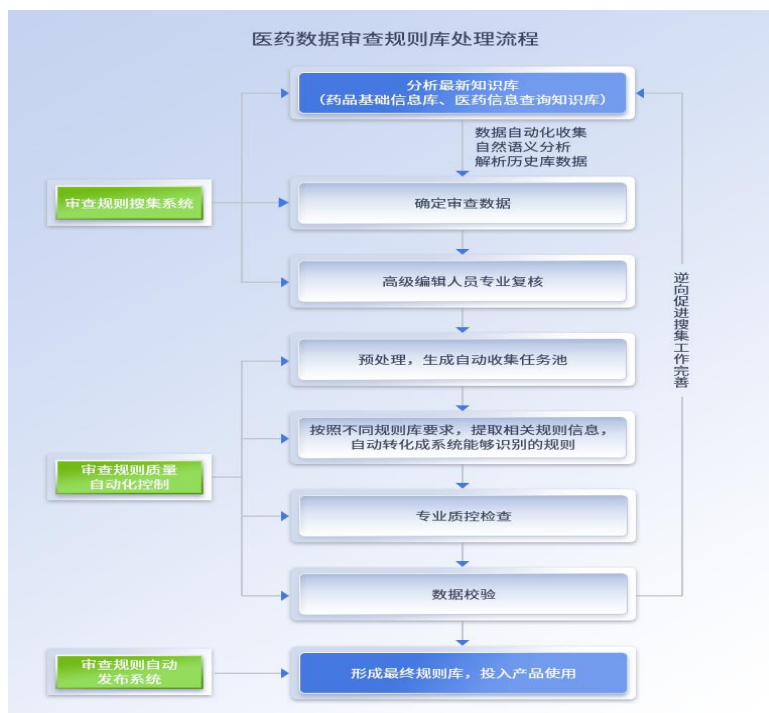 医药数据审查规则库处理流程
分析最新知识库
（药品基础信息库、医药信息查询知识库）
数据自动化收集
自然语义分析
解析历史库数据
审查规则搜集系统
确定审查数据
高级编辑人员专业复核
逆向促进搜集工作完善
预处理，生成自动收集任务池
按照不同规则库要求，提取相关规则信息，
自动转化成系统能够识别的规则
审查规则质量
自动化控制
专业质控检查
数据校验
审查规则自动
发布系统
形成最终规则库，投入产品使用